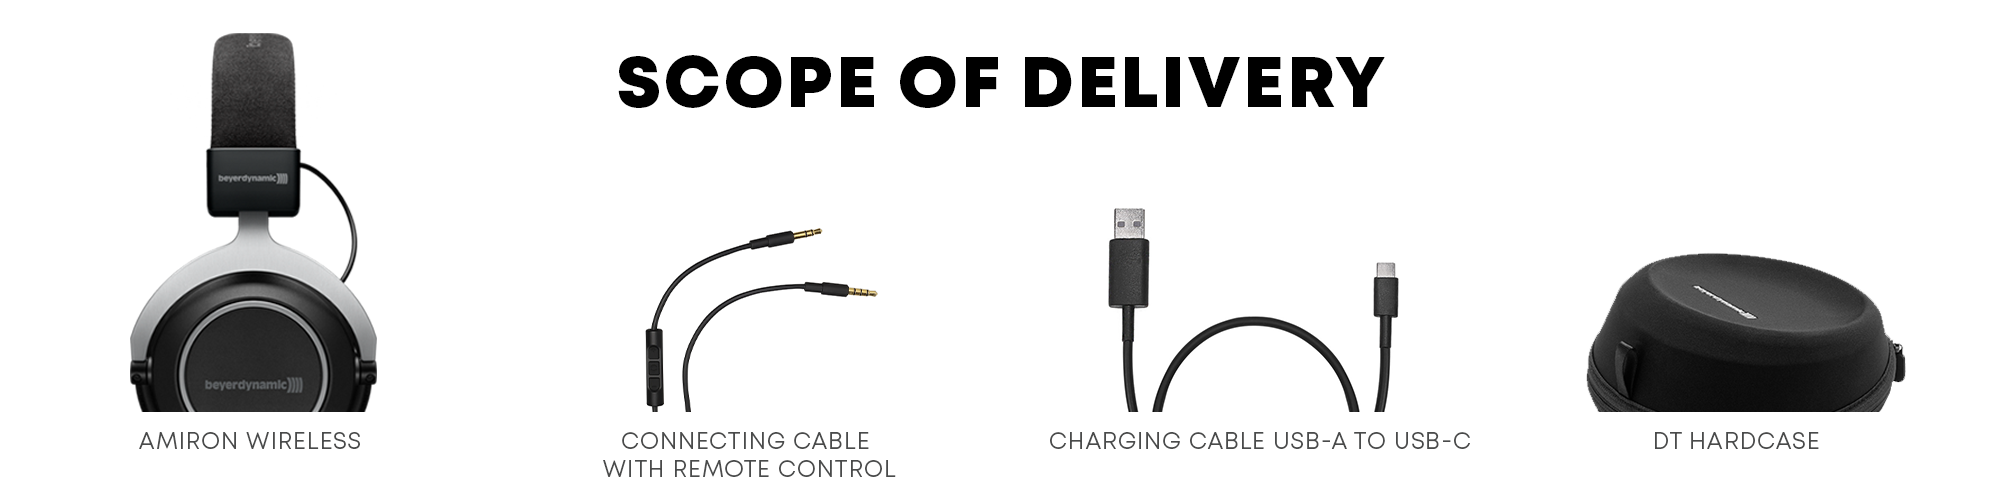 SCOPE OF DELIVERY
beyerdynamic
beyerdynamic
AMIRON WIRELESS
CONNECTING CABLE
WITH REMOTE CONTROL
CHARGING CABLE USB-A TO USB-C
DT HARDCASE